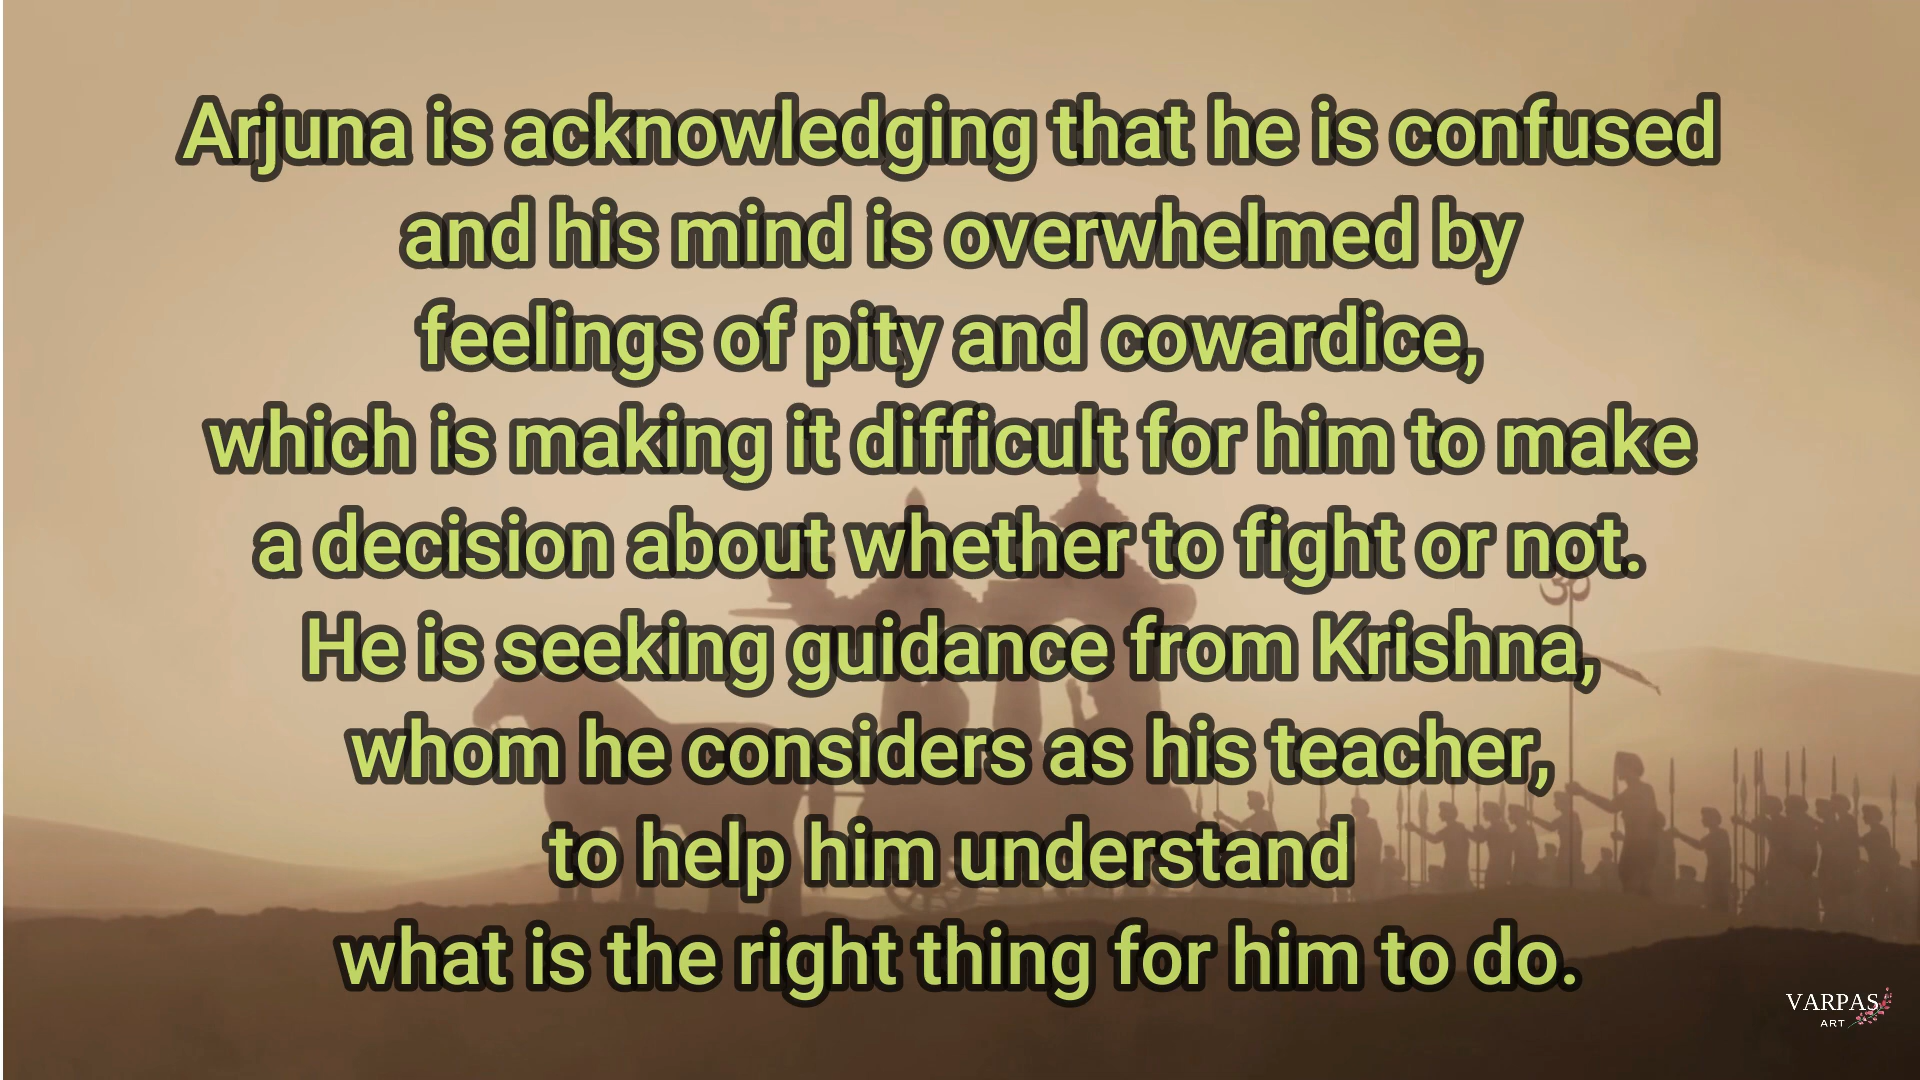 Arjuna is acknowledging that he is confused
and his mind is overwhelmed by
feelings of pity and cowardice,
which is making it difficult for him to make
a decision about whether to fight or not.
He is seeking guidance from Krishna,
whom he considers as his teacher,
to help him understand
what is the right thing for him to do.
ॐ
VARPAS
ART